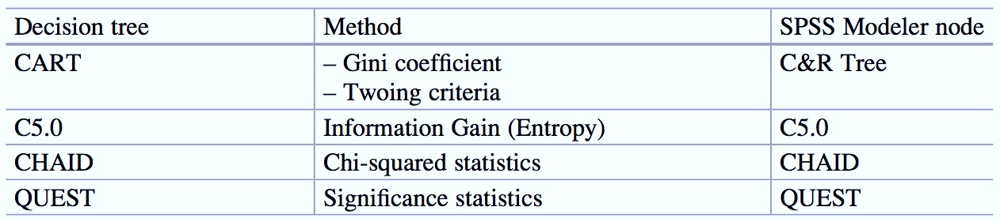 Decision tree Method SPSS Modeler node
CART – Gini coefficient C&R Tree
– Twoing criteria
C5.0 Information Gain (Entropy) C5.0
CHAID Chi-squared statistics CHAID
QUEST Significance statistics QUEST